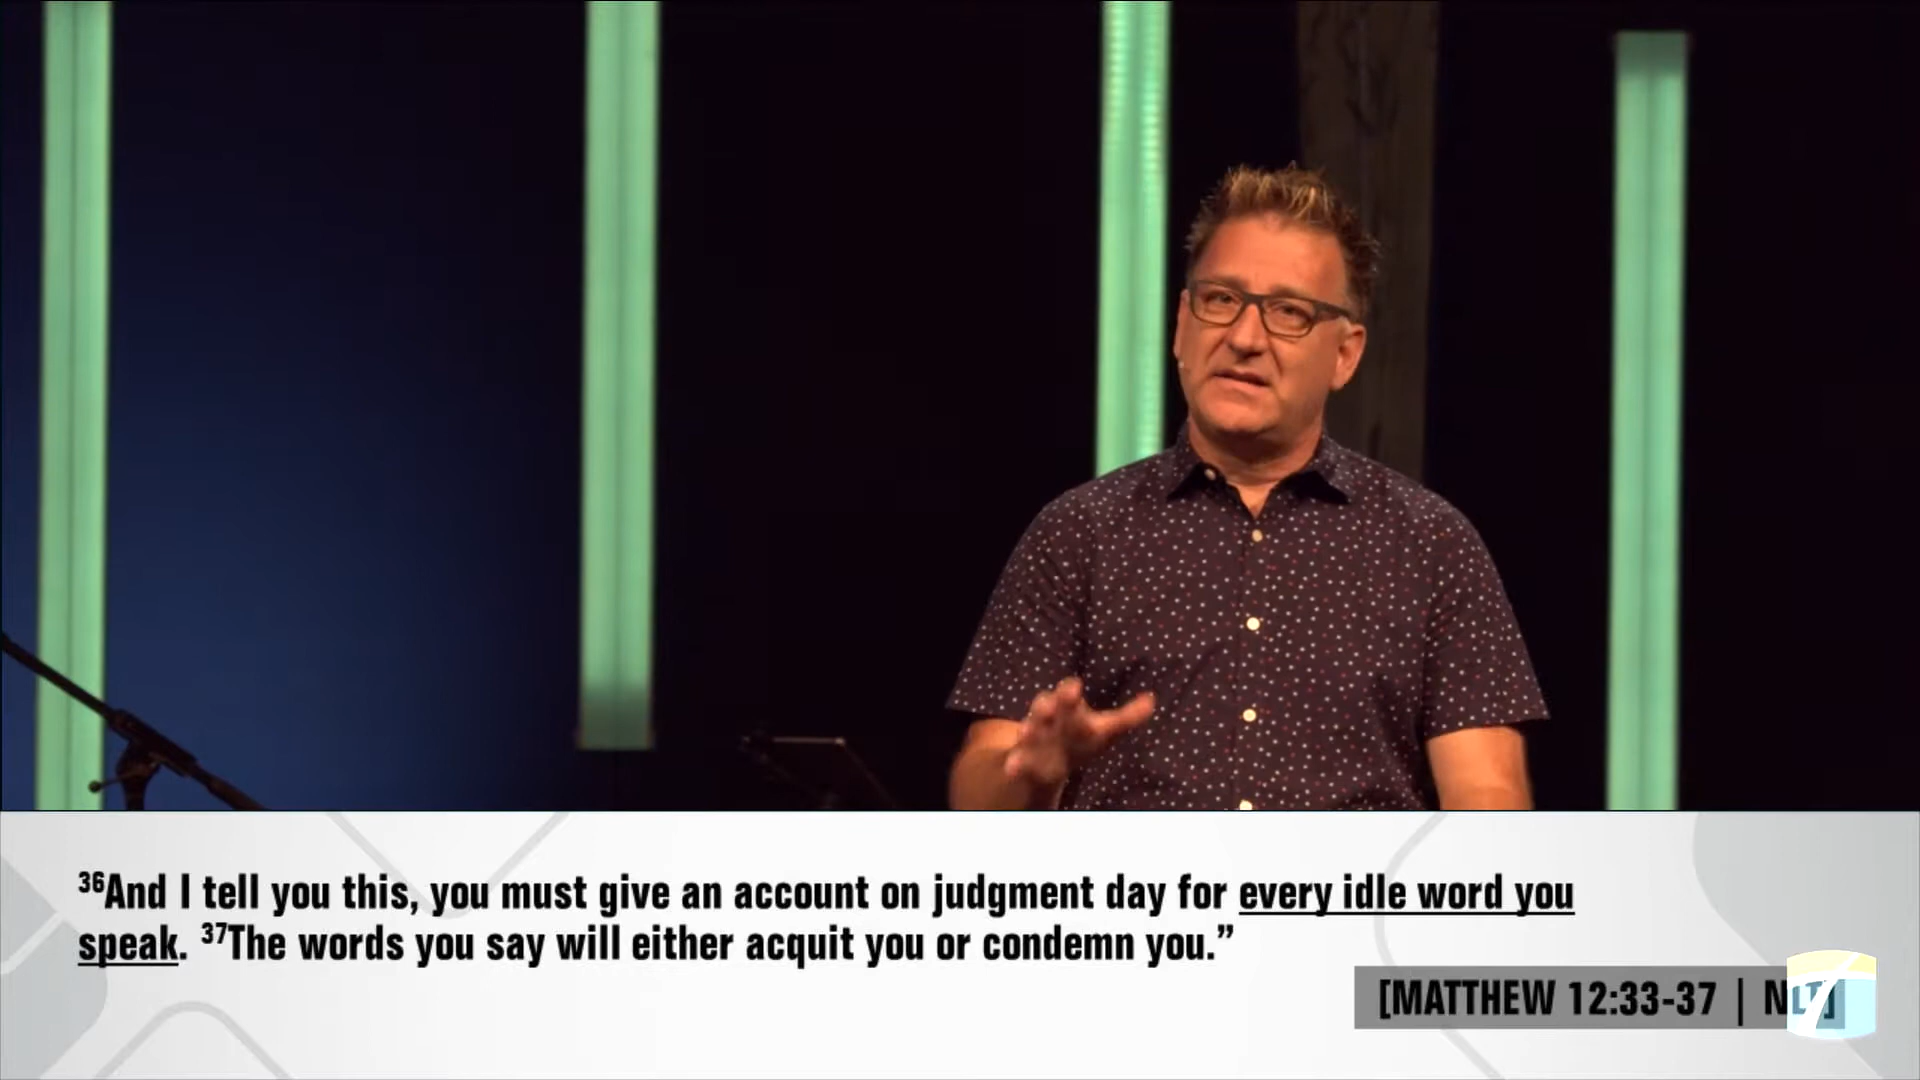 ³⁶And I tell you this, you must give an account on judgment day for every idle word you
speak. ³⁷The words you say will either acquit you or condemn you.”
[MATTHEW 12:33-37 | NLT]